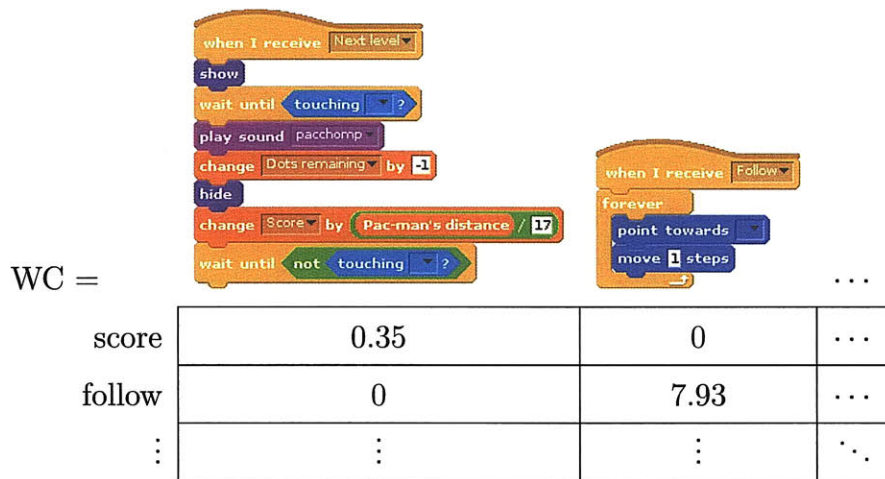 when I receive Next level
show
wait until touching ?
play sound pacchomp
change Dots remaining by -1
hide
change Score by Pac-man's distance / 17
wait until not touching ?
when I receive Follow
forever
point towards
move 1 steps
WC = ...
score 0.35 0 ...
follow 0 7.93 ...
⋮ ⋮ ⋮ ⋱